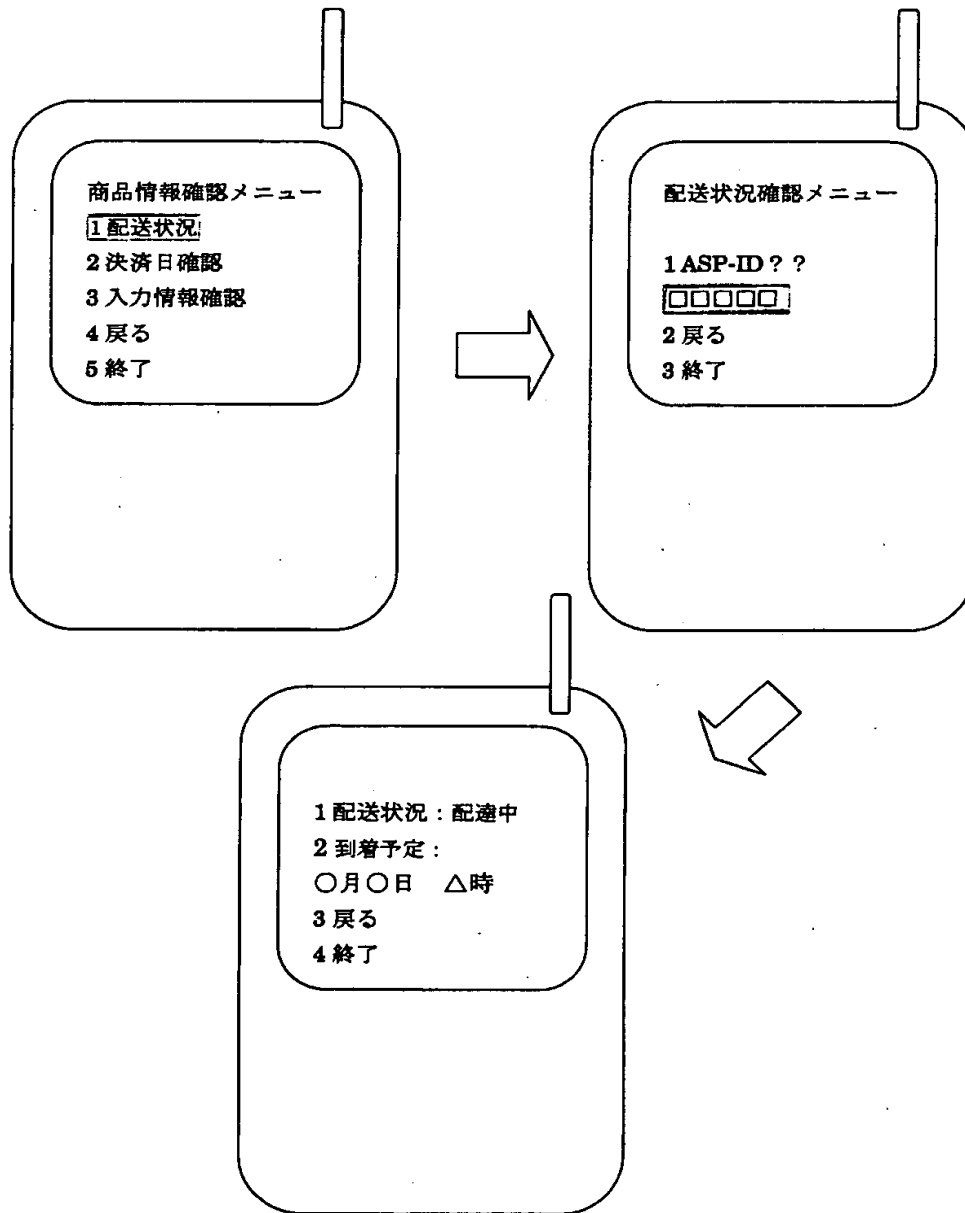 商品情報確認メニュー
1 配送状況
2 決済日確認
3 入力情報確認
4 戻る
5 終了
配送状況確認メニュー
1 ASP-ID??
□□□□□
2 戻る
3 終了
1 配送状況:配達中
2 到着予定:
○月○日 △時
3 戻る
4 終了